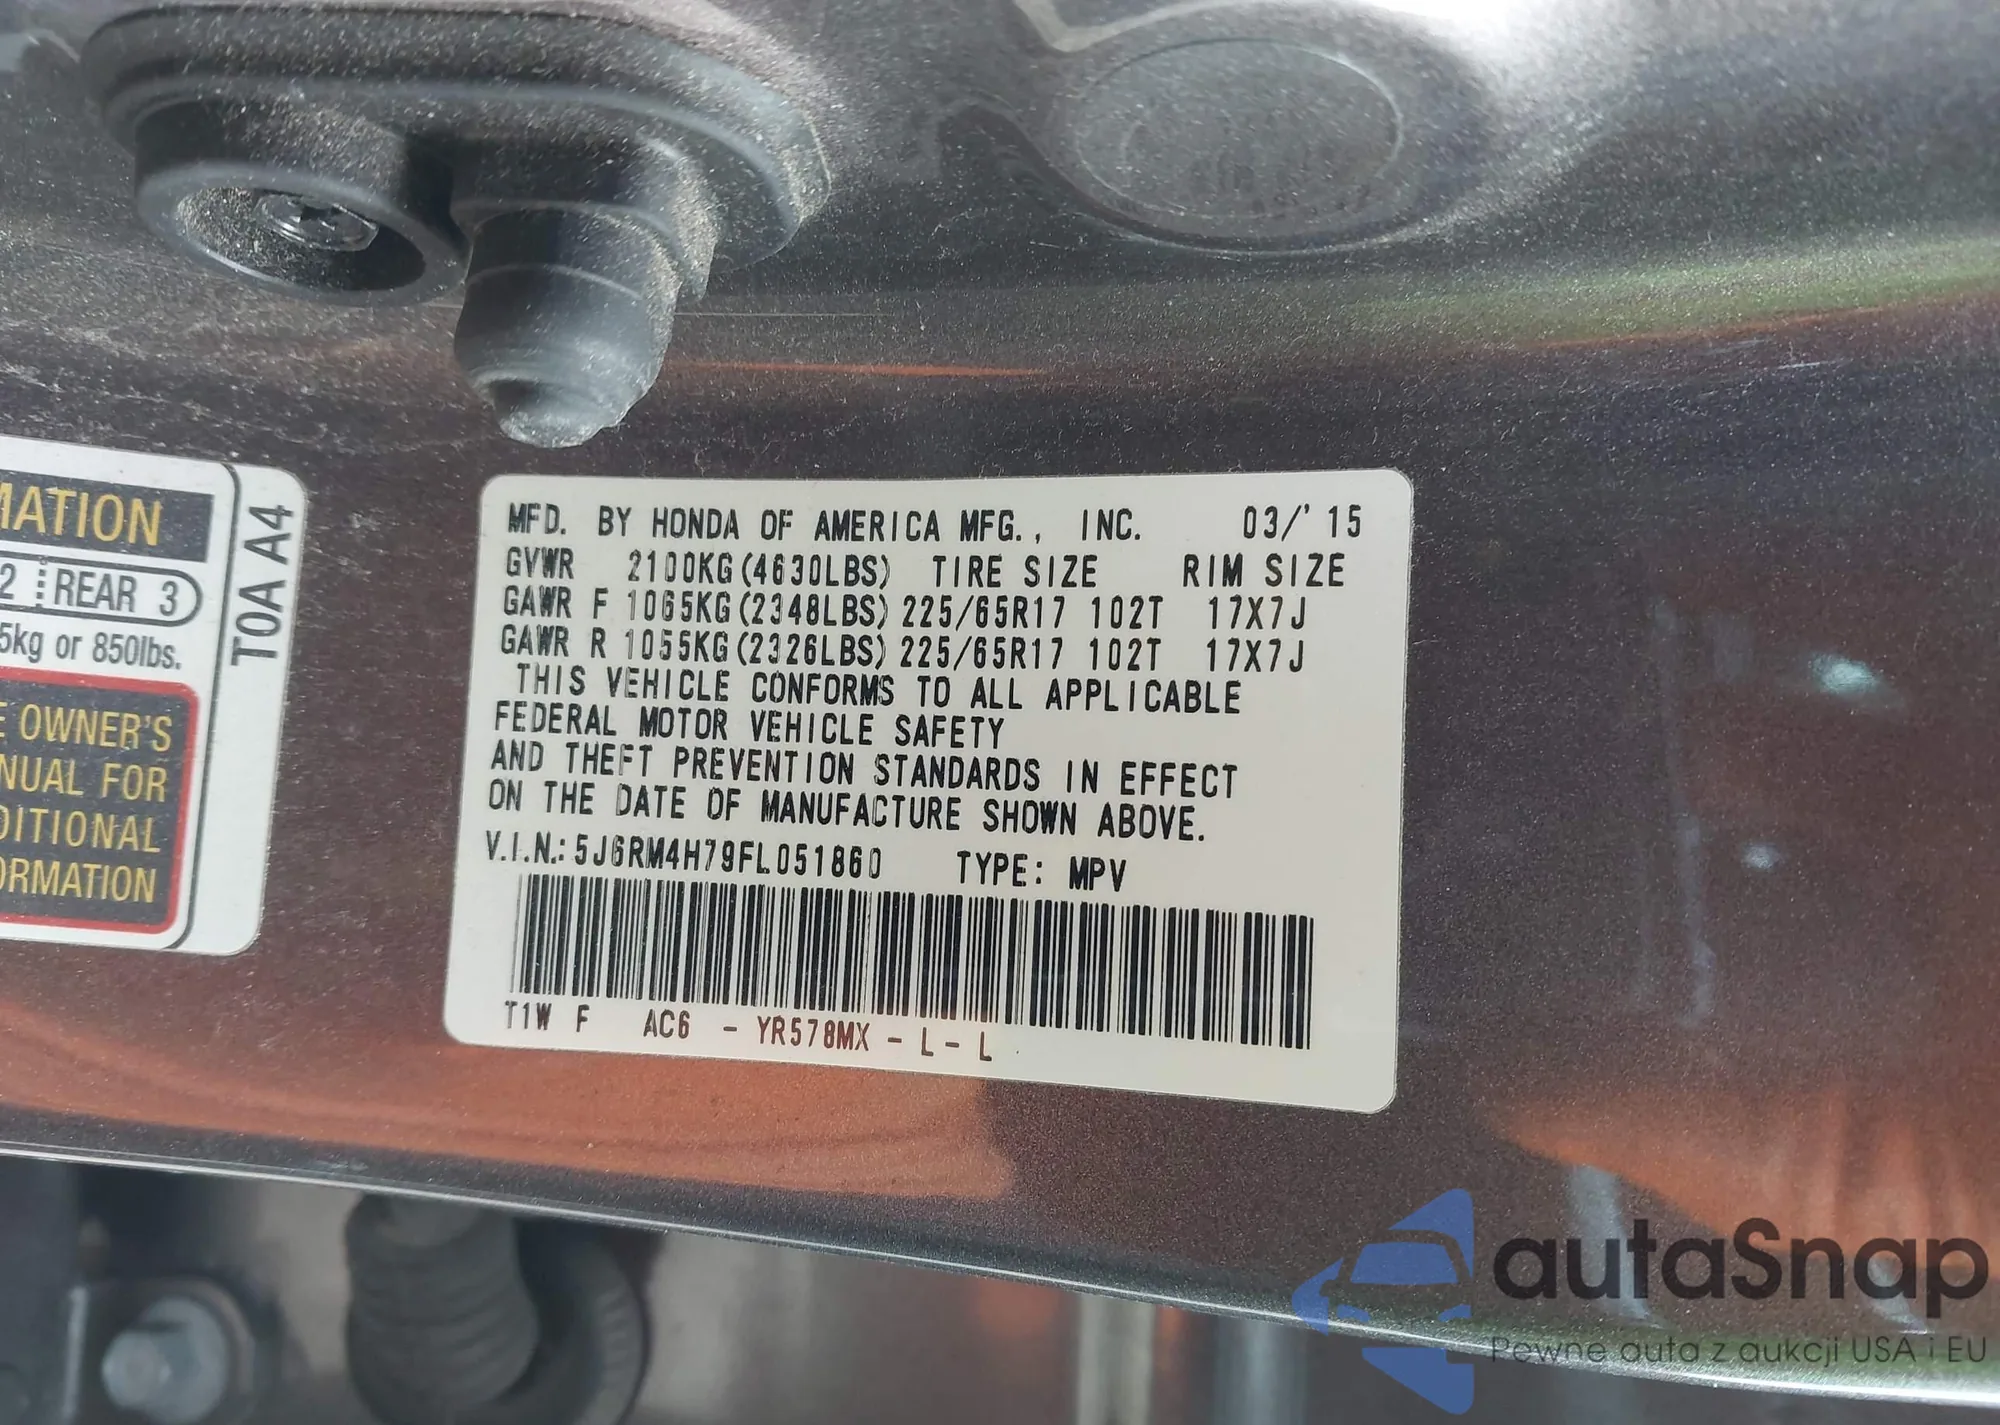 MATION
2 REAR 3
5kg or 850lbs.
E OWNER'S
NUAL FOR
DITIONAL
ORMATION
T0A A4
MFD. BY HONDA OF AMERICA MFG., INC. 03/'15
GVWR 2100KG(4630LBS) TIRE SIZE RIM SIZE
GAWR F 1065KG(2348LBS) 225/65R17 102T 17X7J
GAWR R 1055KG(2326LBS) 225/65R17 102T 17X7J
THIS VEHICLE CONFORMS TO ALL APPLICABLE
FEDERAL MOTOR VEHICLE SAFETY
AND THEFT PREVENTION STANDARDS IN EFFECT
ON THE DATE OF MANUFACTURE SHOWN ABOVE.
V.I.N.: 5J6RM4H79FL051860 TYPE: MPV
T1W F AC6 - YR578MX - L - L
autaSnap
Pewne auta z aukcji USA i EU